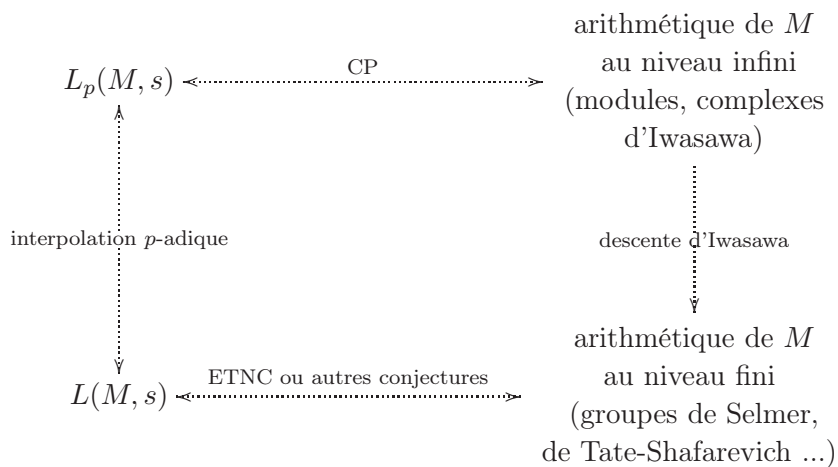 arithmétique de M
au niveau infini
(modules, complexes
d'Iwasawa)
L_p(M, s)
CP
interpolation p-adique
descente d'Iwasawa
arithmétique de M
au niveau fini
(groupes de Selmer,
de Tate-Shafarevich ...)
L(M, s)
ETNC ou autres conjectures